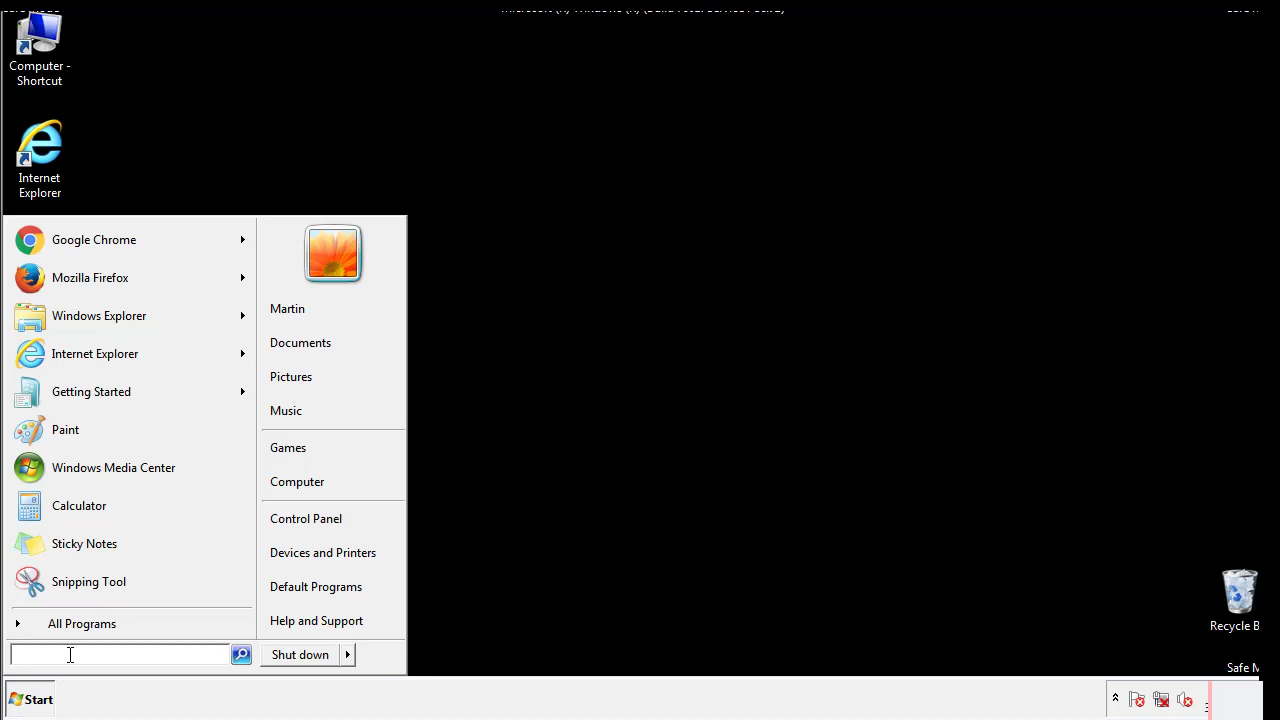 Computer -
Shortcut
Internet
Explorer
Google Chrome
Mozilla Firefox
Windows Explorer
Internet Explorer
Getting Started
Paint
Windows Media Center
Calculator
Sticky Notes
Snipping Tool
All Programs
Martin
Documents
Pictures
Music
Games
Computer
Control Panel
Devices and Printers
Default Programs
Help and Support
Shut down
Recycle B
Safe M
Start